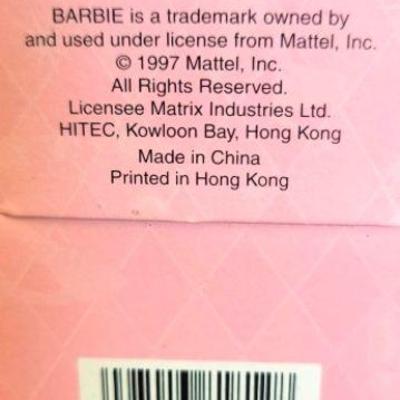 BARBIE is a trademark owned by
and used under license from Mattel, Inc.
© 1997 Mattel, Inc.
All Rights Reserved.
Licensee Matrix Industries Ltd.
HITEC, Kowloon Bay, Hong Kong
Made in China
Printed in Hong Kong